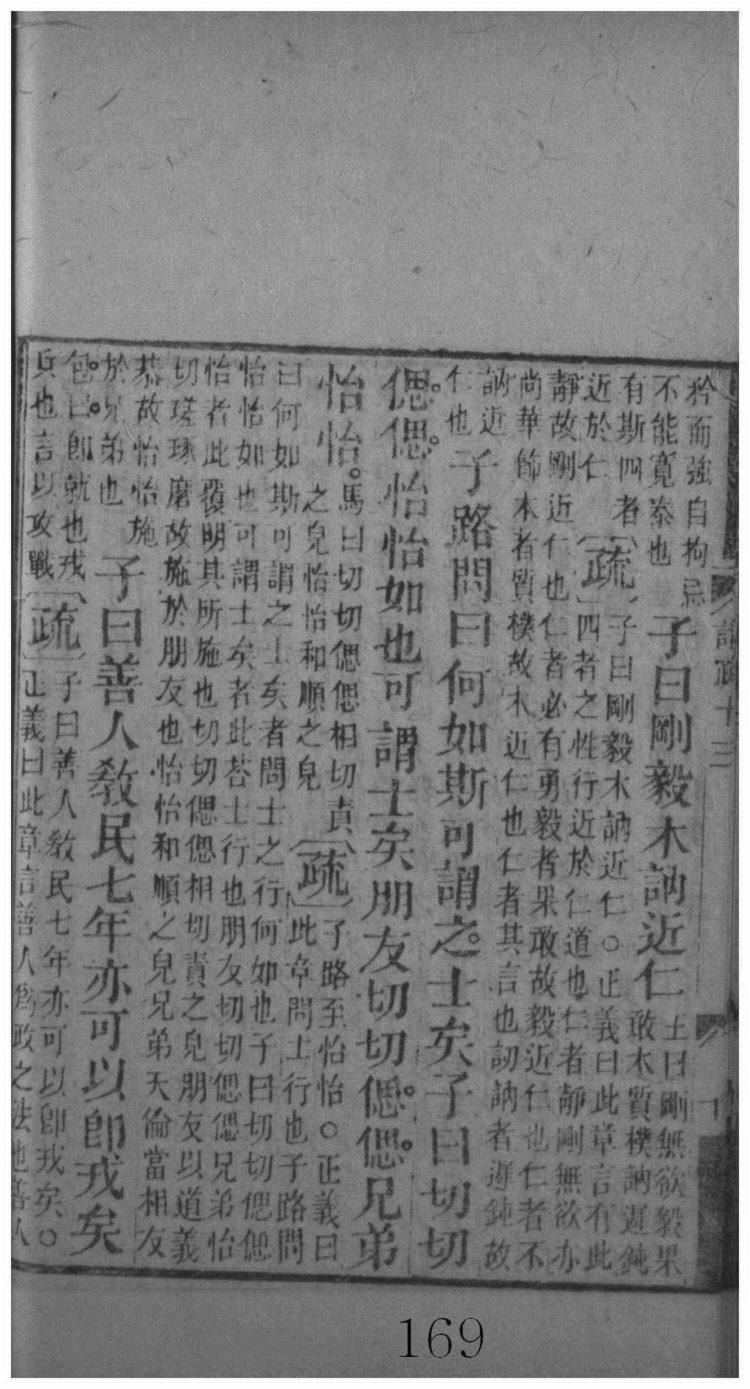 矜而強自拘忌
不能寬泰也
子曰剛毅木訥近仁
王曰剛無欲毅果
敢木質樸訥遲鈍
有斯四者
近於仁
疏
子曰剛毅木訥近仁○正義曰此章言有此
四者之性行近於仁道也仁者靜剛無欲亦
靜故剛近仁也仁者必有勇毅者果敢故毅近仁也仁者不
尚華飾木者質樸故木近仁也仁者其言也訒訥者遲鈍故
訥近
仁也
子路問曰何如斯可謂之士矣子曰切切
偲偲怡怡如也可謂士矣朋友切切偲偲兄弟
怡怡
馬曰切切偲偲相切責
之皃怡怡和順之皃
疏
子路至怡怡○正義曰
此章問士行也子路問
曰何如斯可謂之士矣者問士之行何如也子曰切切偲偲
怡怡如也可謂士矣者此荅士行也朋友切切偲偲兄弟怡
怡者此覆明其所施也切切偲偲相切責之皃朋友以道義
切瑳琢磨故施於朋友也怡怡和順之皃兄弟天倫當相友
恭故怡怡施
於兄弟也
子曰善人敎民七年亦可以卽戎矣
包曰卽就也戎
兵也言以攻戰
疏
子曰善人敎民七年亦可以卽戎矣○
正義曰此章言善人爲政之法也善人
169